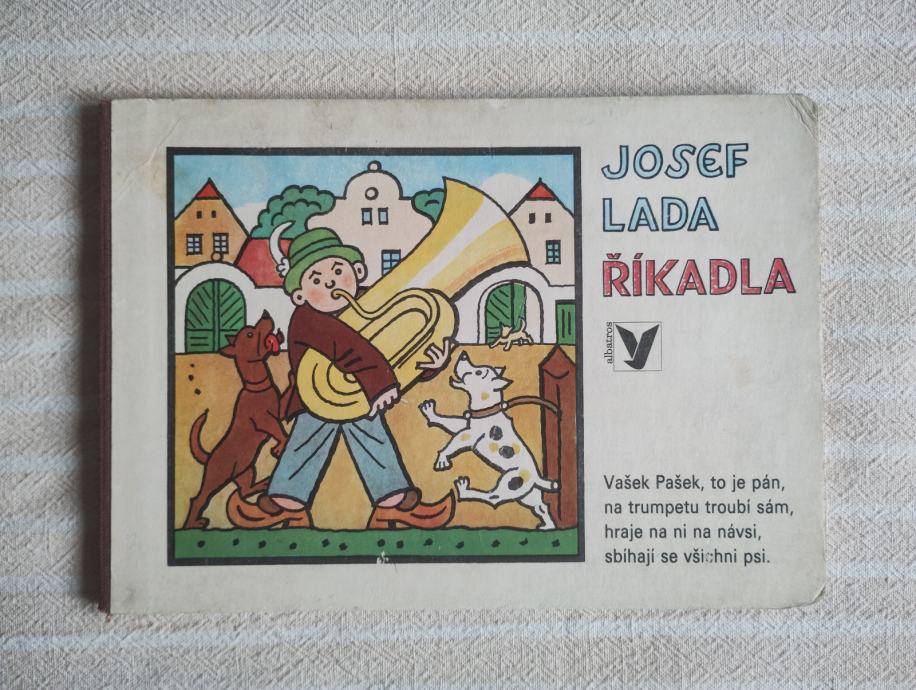 JOSEF
LADA
ŘÍKADLA
albatros
Vašek Pašek, to je pán,
na trumpetu troubí sám,
hraje na ni na návsi,
sbíhají se všichni psi.